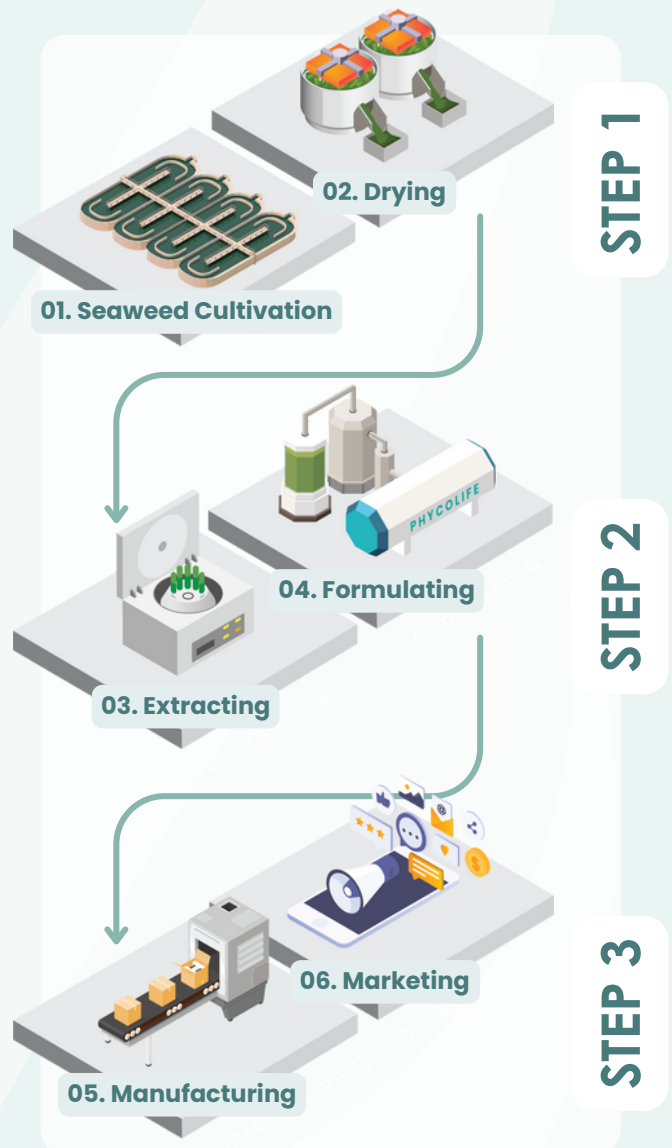 STEP 1
01. Seaweed Cultivation
02. Drying
STEP 2
03. Extracting
04. Formulating
PHYCOLIFE
STEP 3
05. Manufacturing
06. Marketing